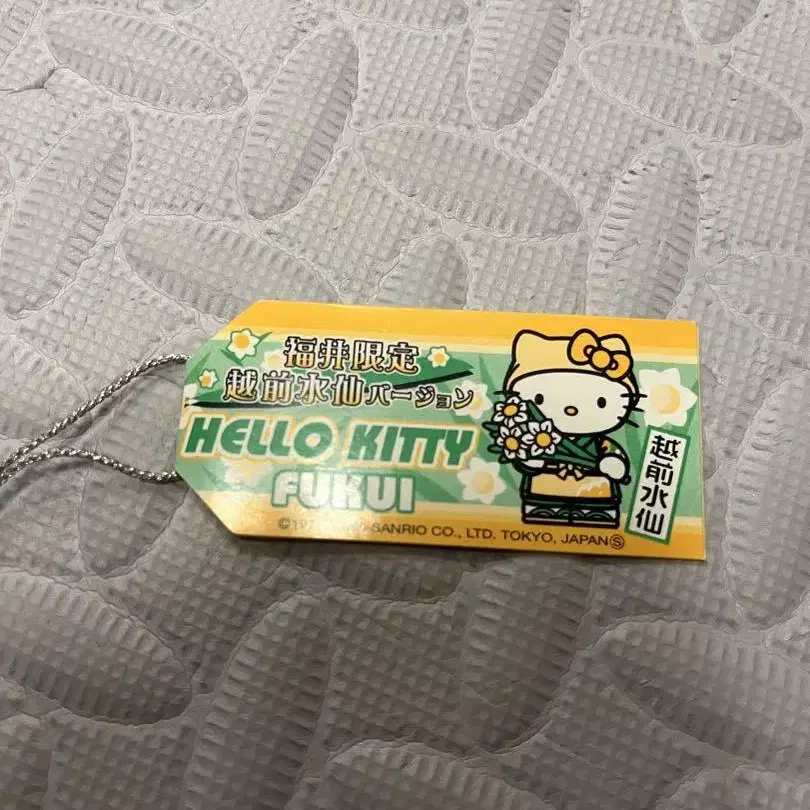 福井限定
越前水仙バージョン
HELLO KITTY
FUKUI
SANRIO CO., LTD. TOKYO, JAPANⓈ
越前水仙